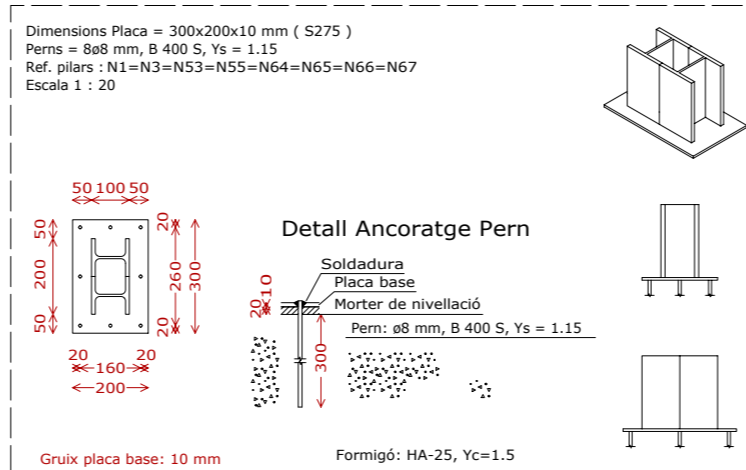 Dimensions Placa = 300x200x10 mm ( S275 )
Perns = 8ø8 mm, B 400 S, Ys = 1.15
Ref. pilars : N1=N3=N53=N55=N64=N65=N66=N67
Escala 1 : 20
50 100 50
50
200
50
20
260
20
300
20 20
160
200
Detall Ancoratge Pern
Soldadura
Placa base
Morter de nivellació
20
10
Pern: ø8 mm, B 400 S, Ys = 1.15
300
Gruix placa base: 10 mm
Formigó: HA-25, Yc=1.5